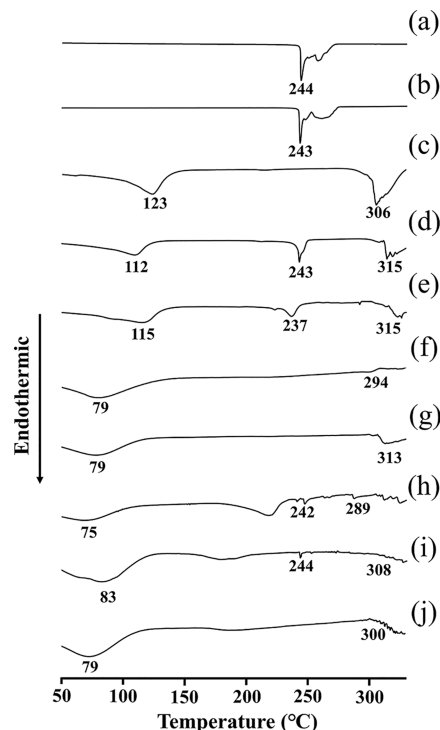 (a)
244
(b)
243
(c)
123
306
(d)
112
243
315
(e)
115
237
315
(f)
79
294
(g)
79
313
(h)
75
242
289
(i)
83
244
308
(j)
79
300
Endothermic
50
100
150
200
250
300
Temperature (°C)